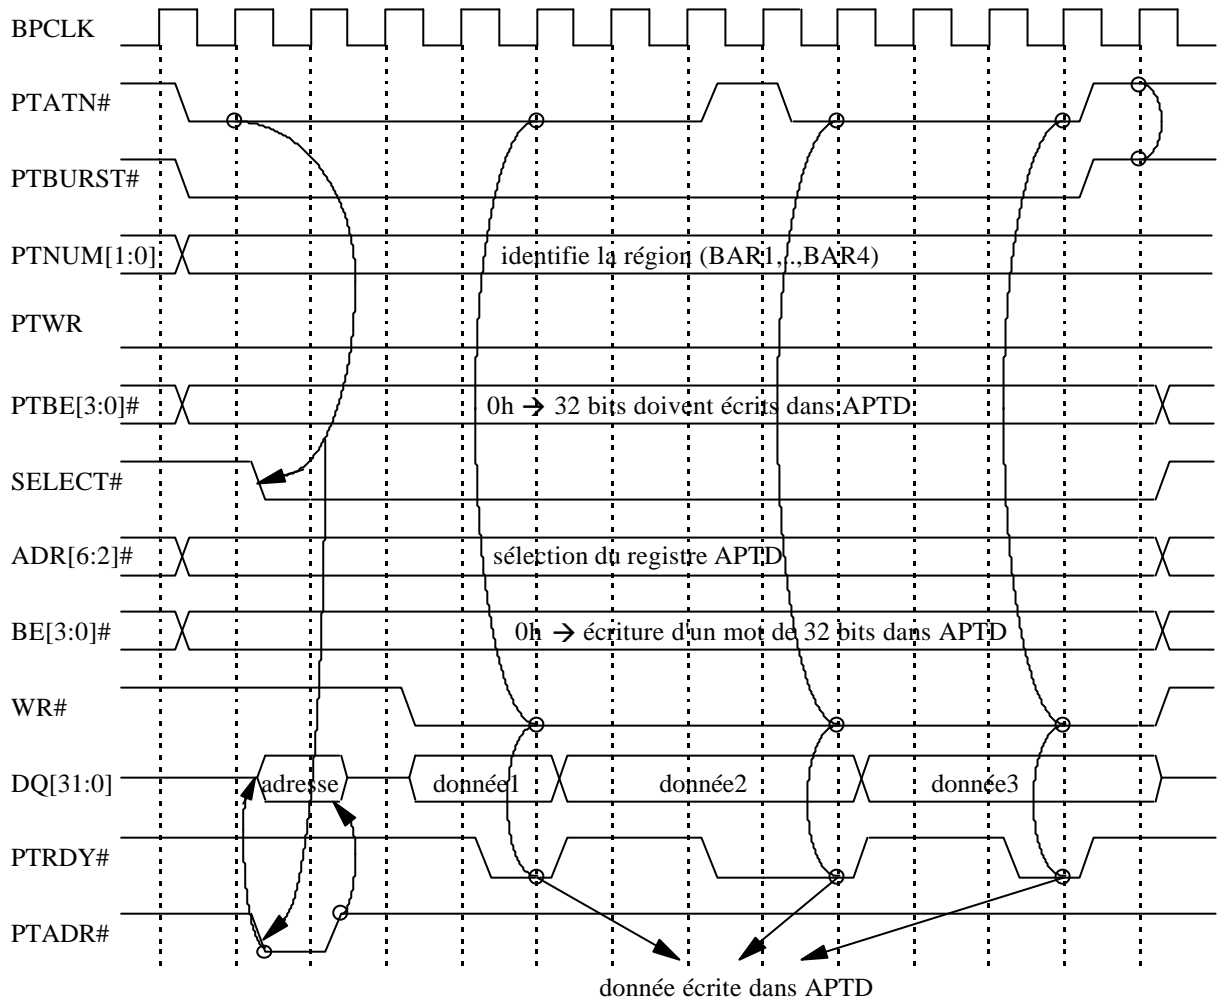 BPCLK
PTATN#
PTBURST#
PTNUM[1:0] identifie la région (BAR1,..,BAR4)
PTWR
PTBE[3:0]# 0h → 32 bits doivent écrits dans APTD
SELECT#
ADR[6:2]# sélection du registre APTD
BE[3:0]# 0h → écriture d'un mot de 32 bits dans APTD
WR#
DQ[31:0] adresse donnée1 donnée2 donnée3
PTRDY#
PTADR#
donnée écrite dans APTD